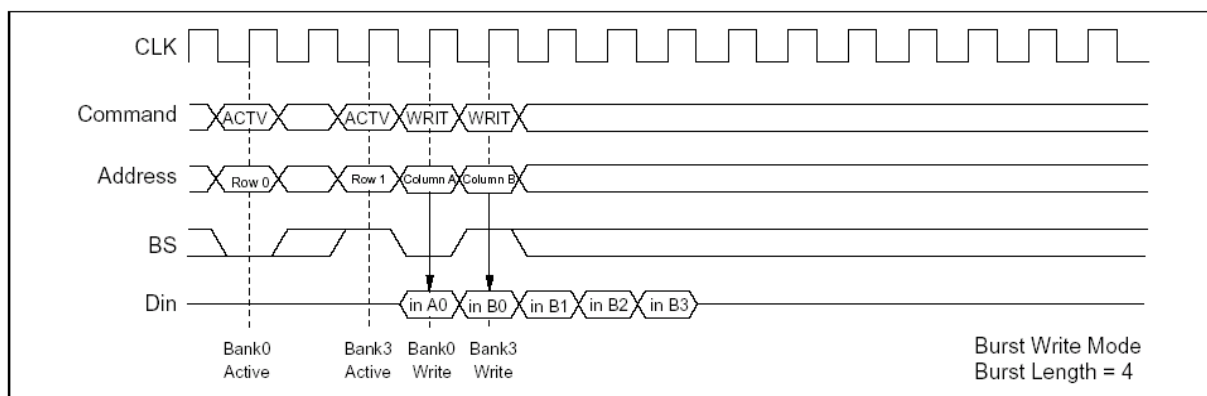 CLK
Command ACTV ACTV WRIT WRIT
Address Row 0 Row 1 Column A Column B
BS
Din in A0 in B0 in B1 in B2 in B3
Bank0 Bank3 Bank0 Bank3
Active Active Write Write
Burst Write Mode
Burst Length = 4